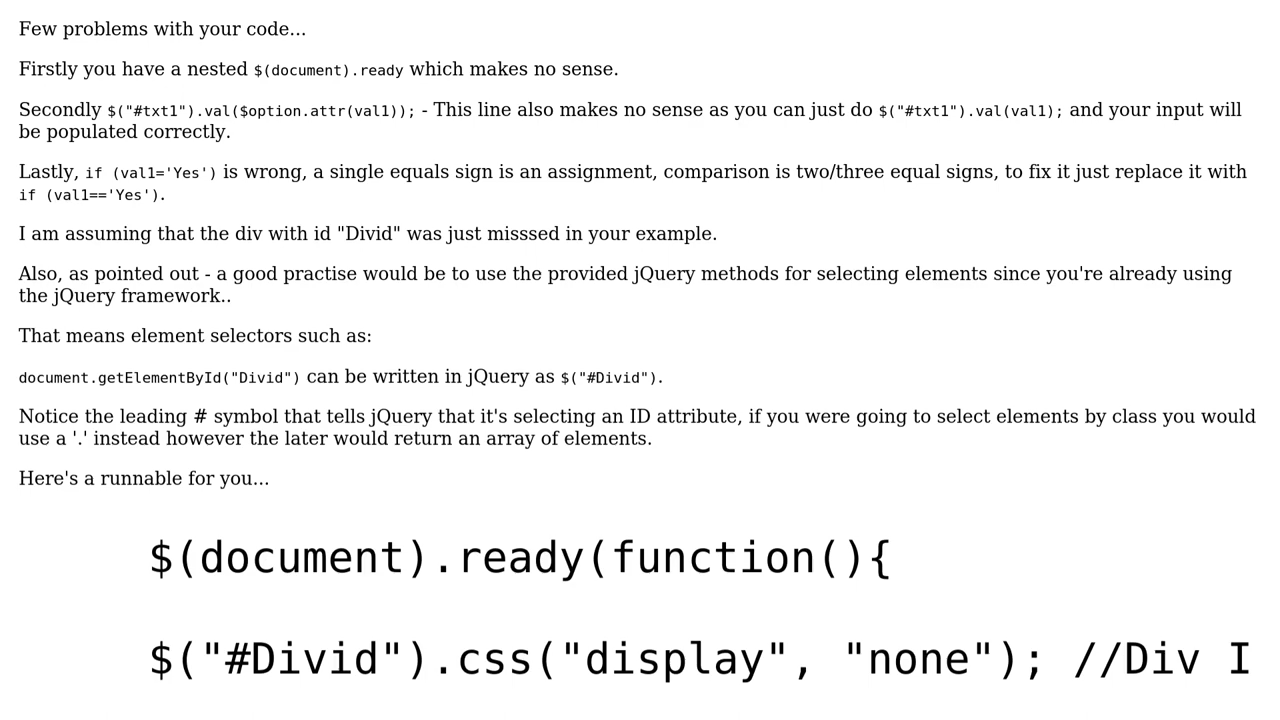 Few problems with your code...
Firstly you have a nested $(document).ready which makes no sense.
Secondly $("#txt1").val($option.attr(val1)); - This line also makes no sense as you can just do $("#txt1").val(val1); and your input will
be populated correctly.
Lastly, if (val1='Yes') is wrong, a single equals sign is an assignment, comparison is two/three equal signs, to fix it just replace it with
if (val1=='Yes').
I am assuming that the div with id "Divid" was just misssed in your example.
Also, as pointed out - a good practise would be to use the provided jQuery methods for selecting elements since you're already using
the jQuery framework..
That means element selectors such as:
document.getElementById("Divid") can be written in jQuery as $("#Divid").
Notice the leading # symbol that tells jQuery that it's selecting an ID attribute, if you were going to select elements by class you would
use a '.' instead however the later would return an array of elements.
Here's a runnable for you...
$(document).ready(function(){
$("#Divid").css("display", "none"); //Div I